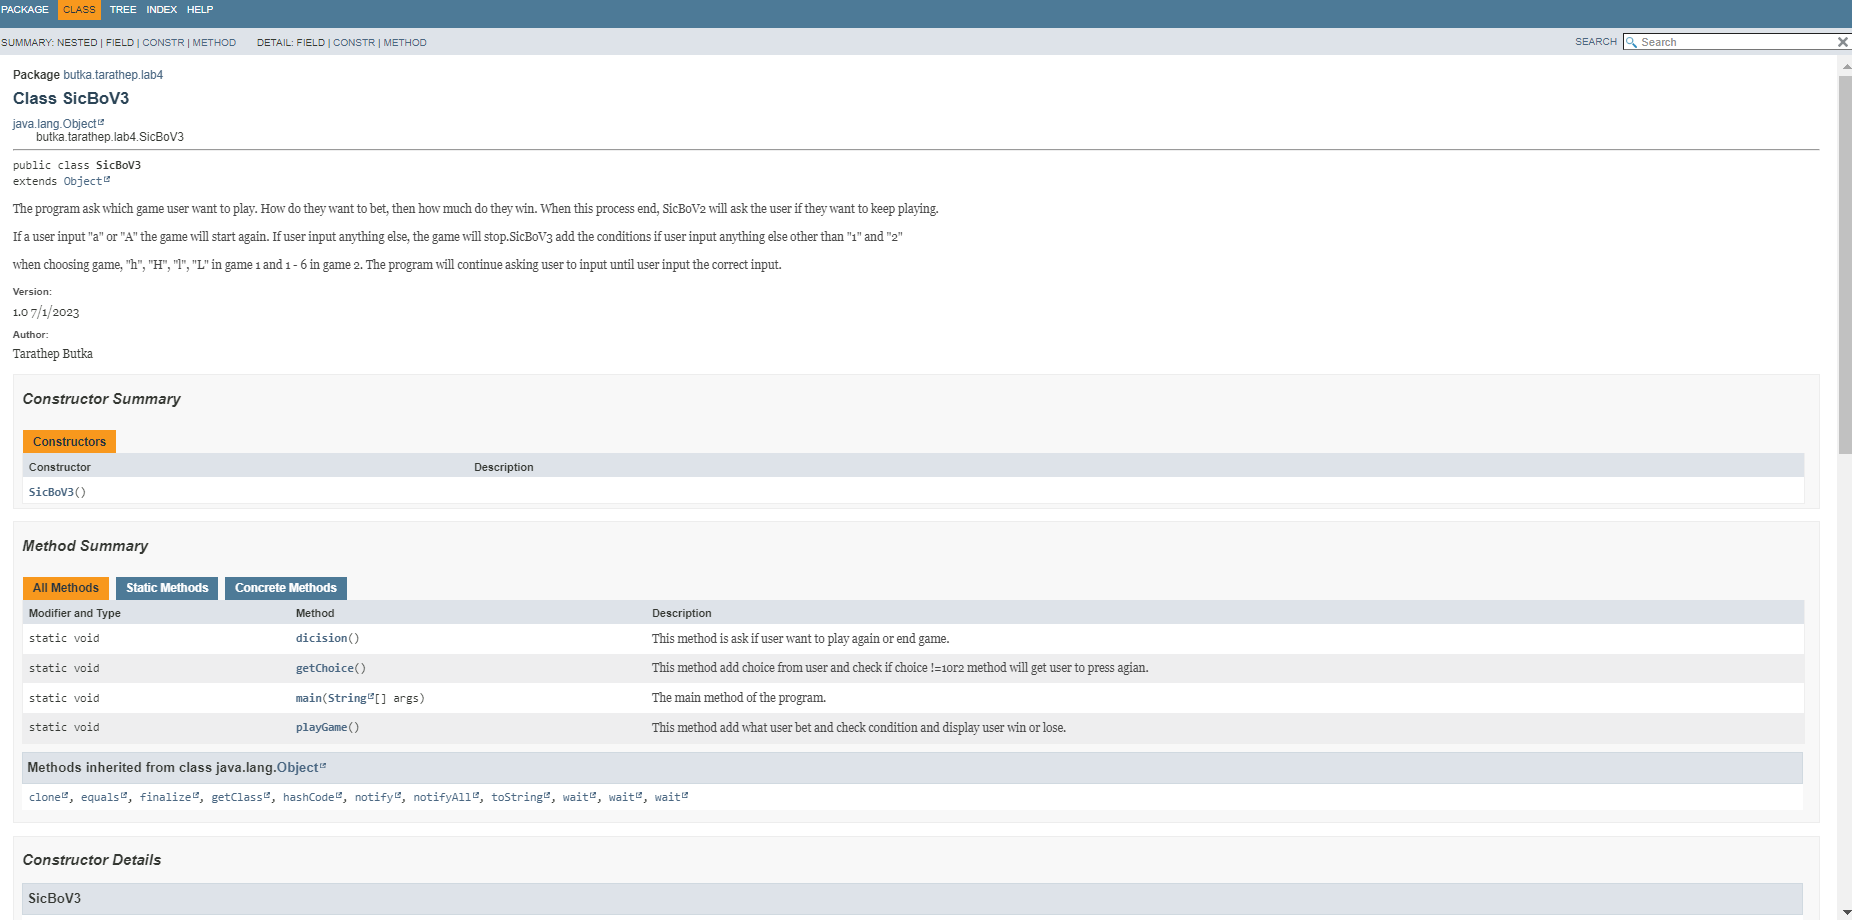 PACKAGE CLASS TREE INDEX HELP
SUMMARY: NESTED | FIELD | CONSTR | METHOD DETAIL: FIELD | CONSTR | METHOD SEARCH Search
Package butka.tarathep.lab4
Class SicBoV3
java.lang.Object
butka.tarathep.lab4.SicBoV3
public class SicBoV3
extends Object
The program ask which game user want to play. How do they want to bet, then how much do they win. When this process end, SicBoV2 will ask the user if they want to keep playing.
If a user input "a" or "A" the game will start again. If user input anything else, the game will stop.SicBoV3 add the conditions if user input anything else other than "1" and "2"
when choosing game, "h", "H", "l", "L" in game 1 and 1 - 6 in game 2. The program will continue asking user to input until user input the correct input.
Version:
1.0 7/1/2023
Author:
Tarathep Butka
Constructor Summary
Constructors
Constructor Description
SicBoV3()
Method Summary
All Methods Static Methods Concrete Methods
Modifier and Type Method Description
static void dicision() This method is ask if user want to play again or end game.
static void getChoice() This method add choice from user and check if choice !=1or2 method will get user to press agian.
static void main(String[] args) The main method of the program.
static void playGame() This method add what user bet and check condition and display user win or lose.
Methods inherited from class java.lang.Object
clone, equals, finalize, getClass, hashCode, notify, notifyAll, toString, wait, wait, wait
Constructor Details
SicBoV3